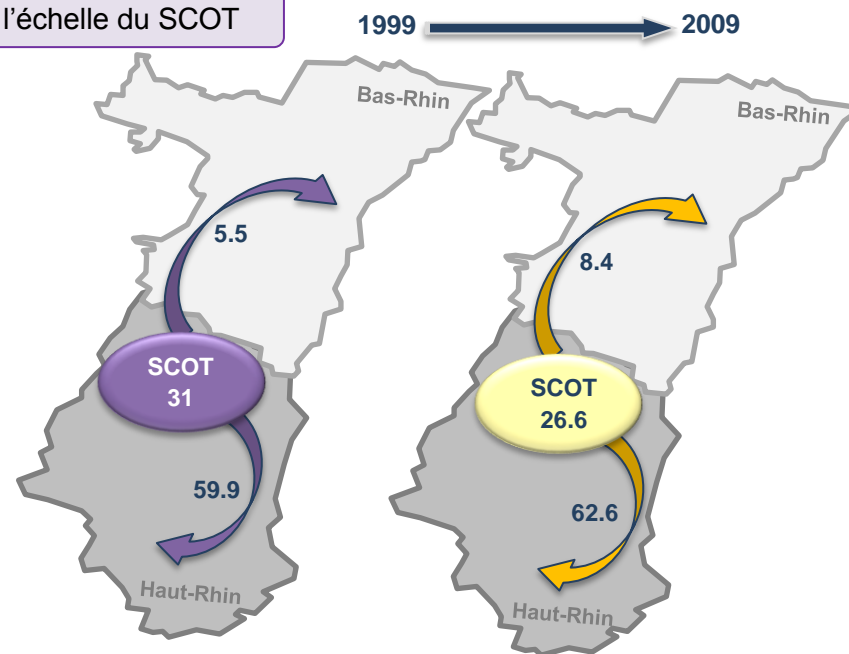 l'échelle du SCOT
1999
2009
Bas-Rhin
5.5
SCOT
31
59.9
Haut-Rhin
Bas-Rhin
8.4
SCOT
26.6
62.6
Haut-Rhin